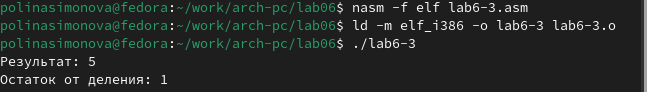 polinasimonova@fedora:~/work/arch-pc/lab06$ nasm -f elf lab6-3.asm
polinasimonova@fedora:~/work/arch-pc/lab06$ ld -m elf_i386 -o lab6-3 lab6-3.o
polinasimonova@fedora:~/work/arch-pc/lab06$ ./lab6-3
Результат: 5
Остаток от деления: 1